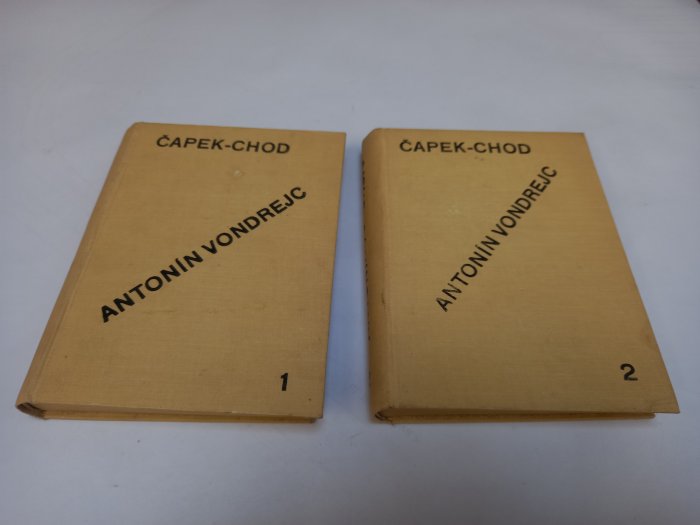 ČAPEK-CHOD
ANTONÍN VONDREJC
1
ČAPEK-CHOD
ANTONÍN VONDREJC
2